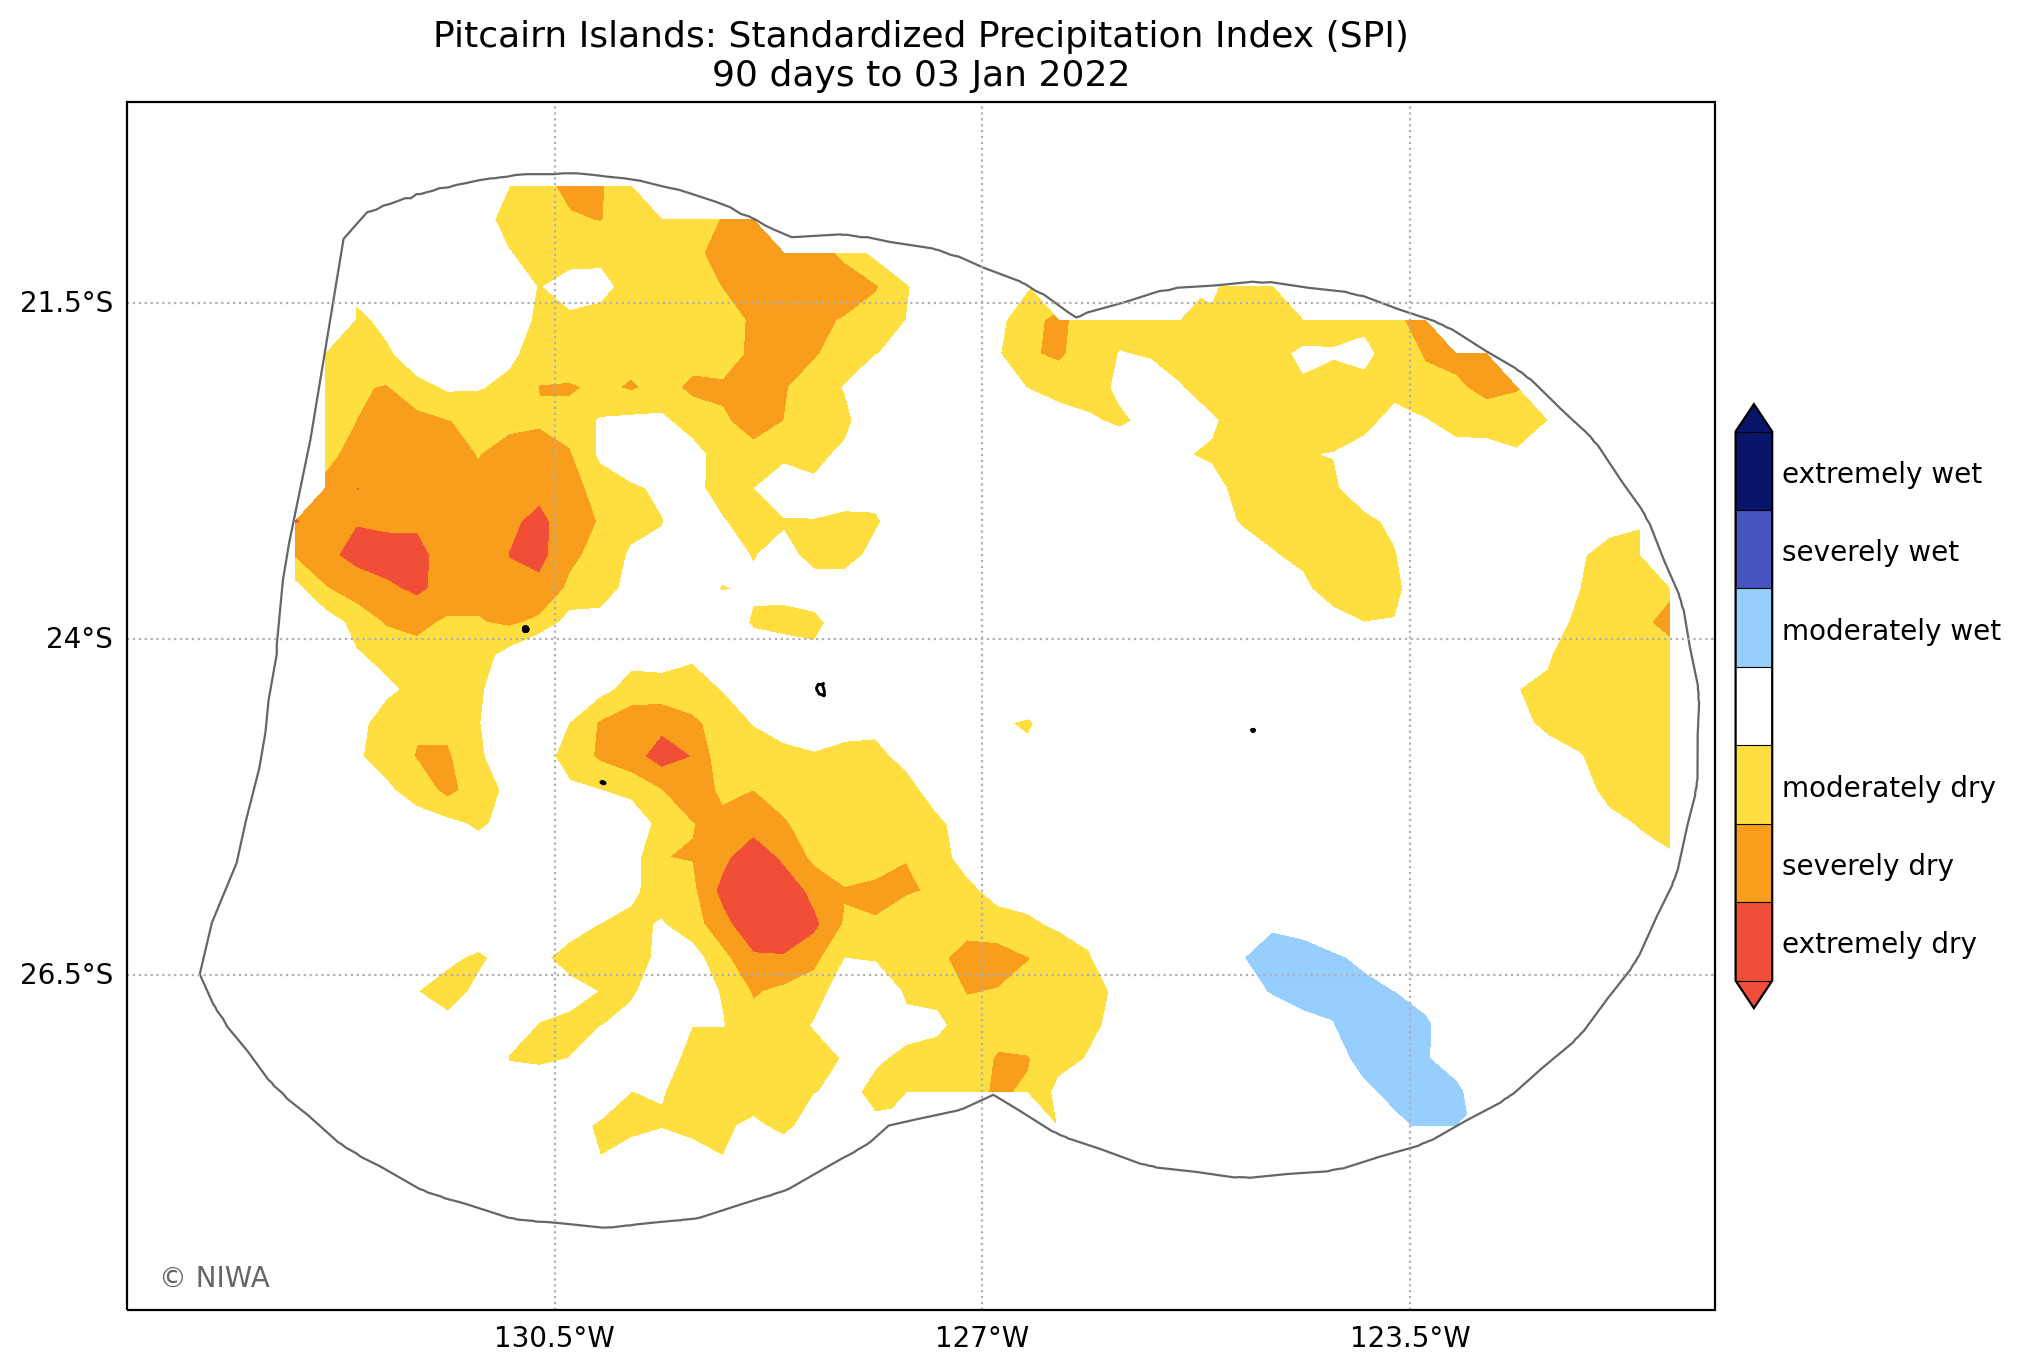 Pitcairn Islands: Standardized Precipitation Index (SPI)
90 days to 03 Jan 2022
21.5°S
24°S
26.5°S
130.5°W
127°W
123.5°W
extremely wet
severely wet
moderately wet
moderately dry
severely dry
extremely dry
© NIWA